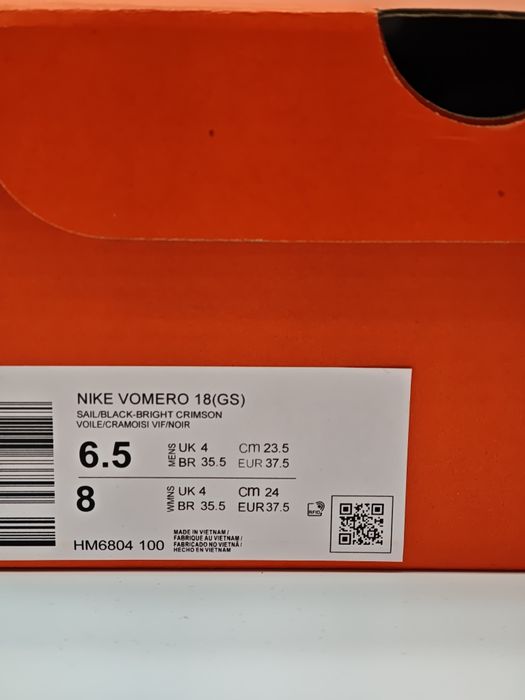 NIKE VOMERO 18(GS)
SAIL/BLACK-BRIGHT CRIMSON
VOILE/CRAMOISI VIF/NOIR
6.5 MENS UK 4 Cm 23.5
BR 35.5 EUR 37.5
8 WMNS UK 4 Cm 24
BR 35.5 EUR 37.5
RFID
HM6804 100
MADE IN VIETNAM /
FABRIQUE AU VIETNAM /
FABRICADO NO VIETNÃ /
HECHO EN VIETNAM